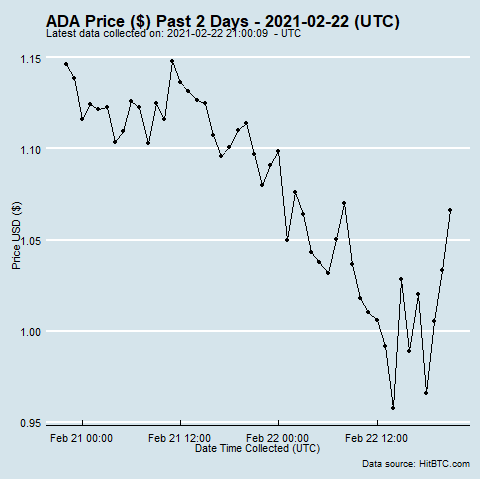 ADA Price ($) Past 2 Days - 2021-02-22 (UTC)
Latest data collected on: 2021-02-22 21:00:09 - UTC
1.15
1.10
1.05
1.00
0.95
Price USD ($)
Feb 21 00:00 Feb 21 12:00 Feb 22 00:00 Feb 22 12:00
Date Time Collected (UTC)
Data source: HitBTC.com